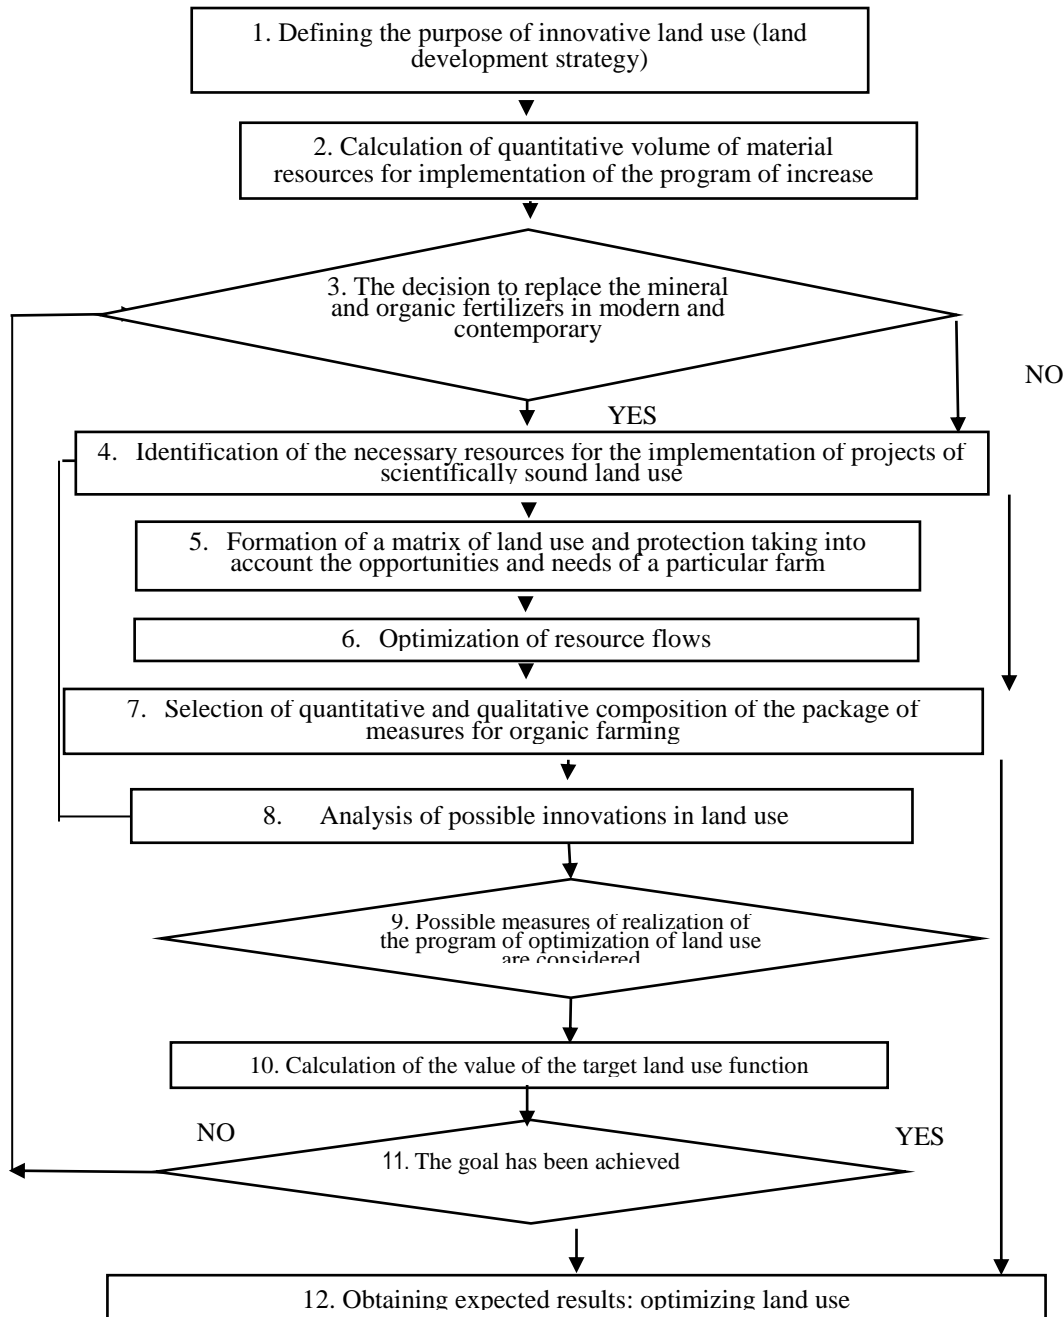 1. Defining the purpose of innovative land use (land
development strategy)
2. Calculation of quantitative volume of material
resources for implementation of the program of increase
3. The decision to replace the mineral
and organic fertilizers in modern and
contemporary
NO
YES
4. Identification of the necessary resources for the implementation of projects of
scientifically sound land use
5. Formation of a matrix of land use and protection taking into
account the opportunities and needs of a particular farm
6. Optimization of resource flows
7. Selection of quantitative and qualitative composition of the package of
measures for organic farming
8. Analysis of possible innovations in land use
9. Possible measures of realization of
the program of optimization of land use
are considered
10. Calculation of the value of the target land use function
NO
YES
11. The goal has been achieved
12. Obtaining expected results: optimizing land use